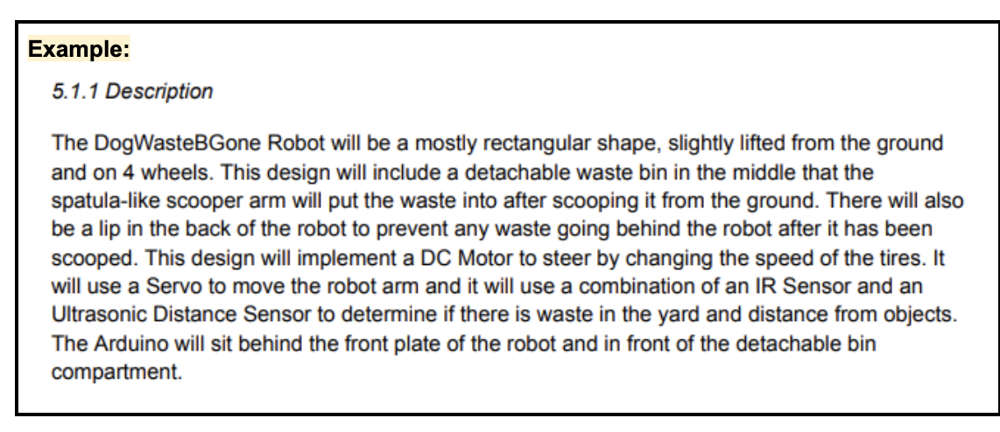 Example:
5.1.1 Description
The DogWasteBGone Robot will be a mostly rectangular shape, slightly lifted from the ground
and on 4 wheels. This design will include a detachable waste bin in the middle that the
spatula-like scooper arm will put the waste into after scooping it from the ground. There will also
be a lip in the back of the robot to prevent any waste going behind the robot after it has been
scooped. This design will implement a DC Motor to steer by changing the speed of the tires. It
will use a Servo to move the robot arm and it will use a combination of an IR Sensor and an
Ultrasonic Distance Sensor to determine if there is waste in the yard and distance from objects.
The Arduino will sit behind the front plate of the robot and in front of the detachable bin
compartment.